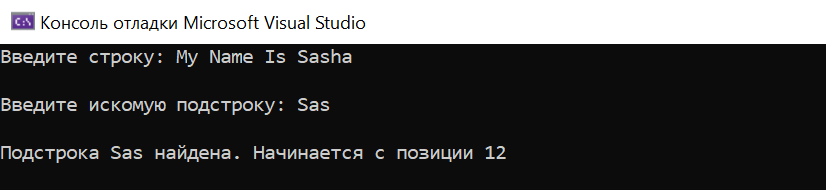 Консоль отладки Microsoft Visual Studio
Введите строку: My Name Is Sasha
Введите искомую подстроку: Sas
Подстрока Sas найдена. Начинается с позиции 12